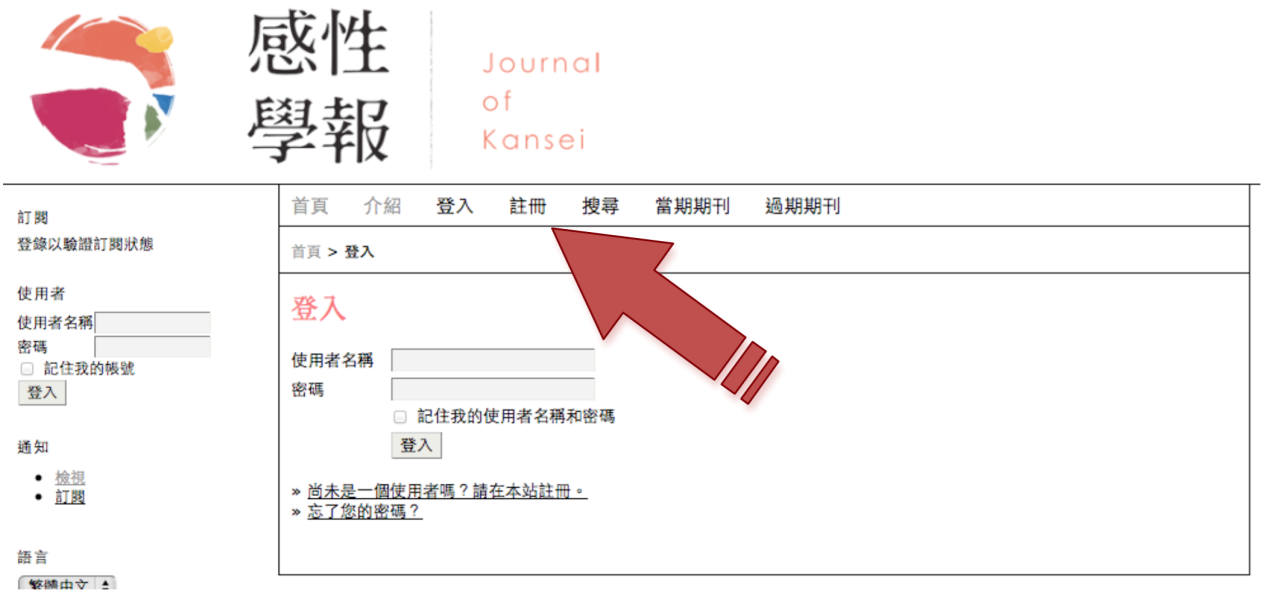 感性
學報
Journal
of
Kansei
訂閱
登錄以驗證訂閱狀態
使用者
使用者名稱
密碼
記住我的帳號
登入
通知
檢視
訂閱
語言
繁體中文
首頁 介紹 登入 註冊 搜尋 當期期刊 過期期刊
首頁 > 登入
登入
使用者名稱
密碼
記住我的使用者名稱和密碼
登入
» 尚未是一個使用者嗎？請在本站註冊。
» 忘了您的密碼？